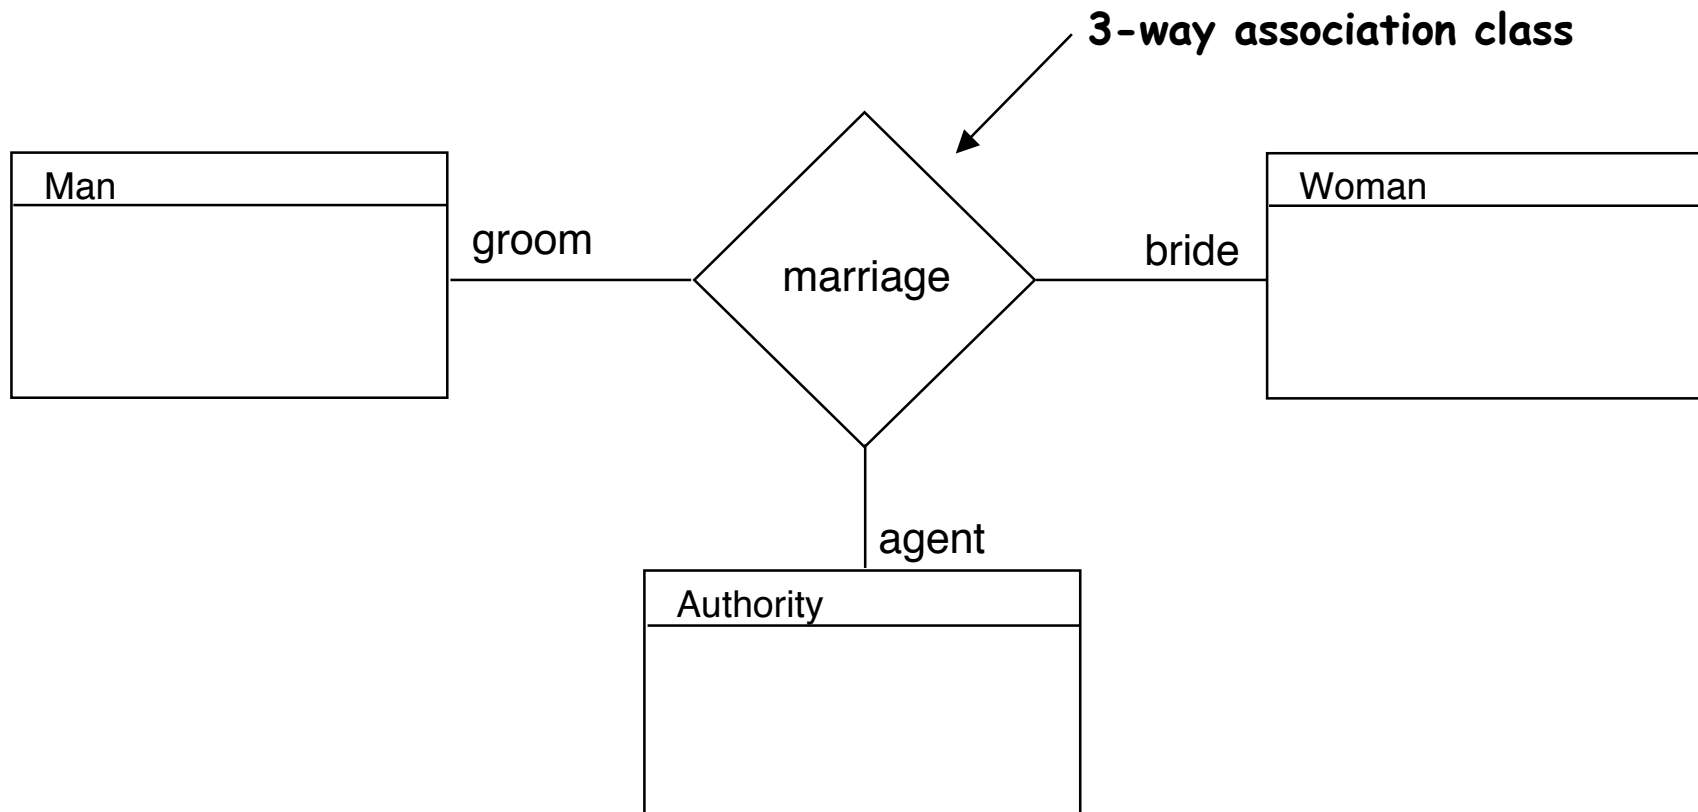 3-way association class
Man
Woman
groom
bride
marriage
agent
Authority